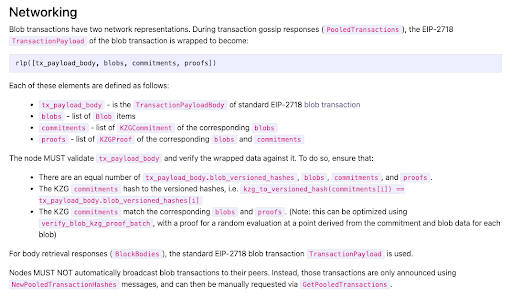 Networking
Blob transactions have two network representations. During transaction gossip responses ( PooledTransactions ), the EIP-2718
TransactionPayload of the blob transaction is wrapped to become:
rlp([tx_payload_body, blobs, commitments, proofs])
Each of these elements are defined as follows:
• tx_payload_body - is the TransactionPayloadBody of standard EIP-2718 blob transaction
• blobs - list of Blob items
• commitments - list of KZGCommitment of the corresponding blobs
• proofs - list of KZGProof of the corresponding blobs and commitments
The node MUST validate tx_payload_body and verify the wrapped data against it. To do so, ensure that:
• There are an equal number of tx_payload_body.blob_versioned_hashes , blobs , commitments , and proofs .
• The KZG commitments hash to the versioned hashes, i.e. kzg_to_versioned_hash(commitments[i]) ==
tx_payload_body.blob_versioned_hashes[i]
• The KZG commitments match the corresponding blobs and proofs . (Note: this can be optimized using
verify_blob_kzg_proof_batch , with a proof for a random evaluation at a point derived from the commitment and blob data for each
blob)
For body retrieval responses ( BlockBodies ), the standard EIP-2718 blob transaction TransactionPayload is used.
Nodes MUST NOT automatically broadcast blob transactions to their peers. Instead, those transactions are only announced using
NewPooledTransactionHashes messages, and can then be manually requested via GetPooledTransactions .